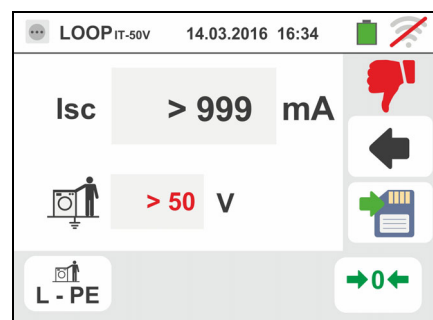 LOOP IT-50V 14.03.2016 16:34
Isc > 999 mA
> 50 V
L - PE →0←